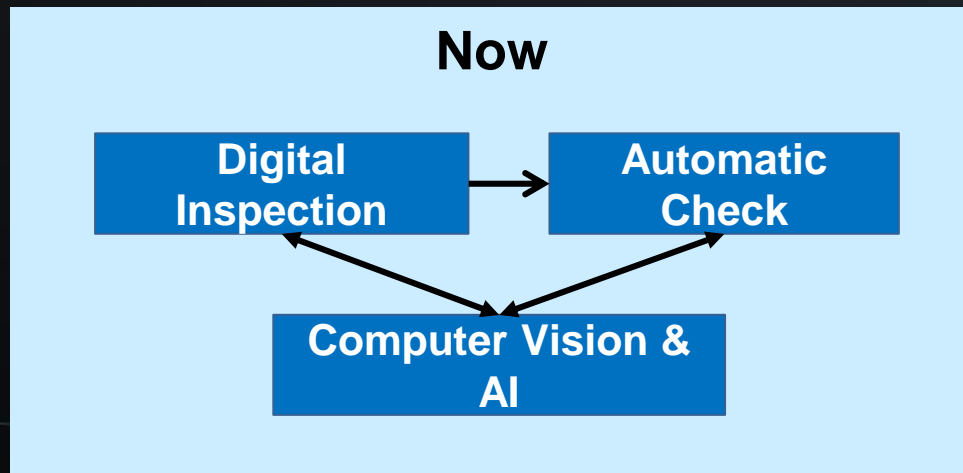 Now
Digital
Inspection
Automatic
Check
Computer Vision &
AI